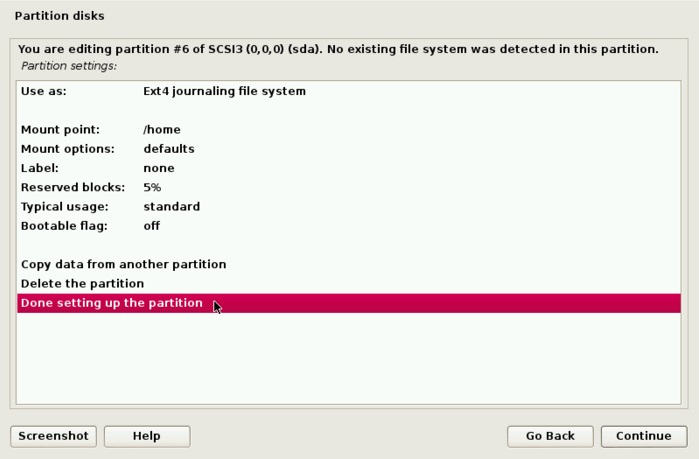 Partition disks
You are editing partition #6 of SCSI3 (0,0,0) (sda). No existing file system was detected in this partition.
Partition settings:
Use as: Ext4 journaling file system
Mount point: /home
Mount options: defaults
Label: none
Reserved blocks: 5%
Typical usage: standard
Bootable flag: off
Copy data from another partition
Delete the partition
Done setting up the partition
Screenshot Help Go Back Continue